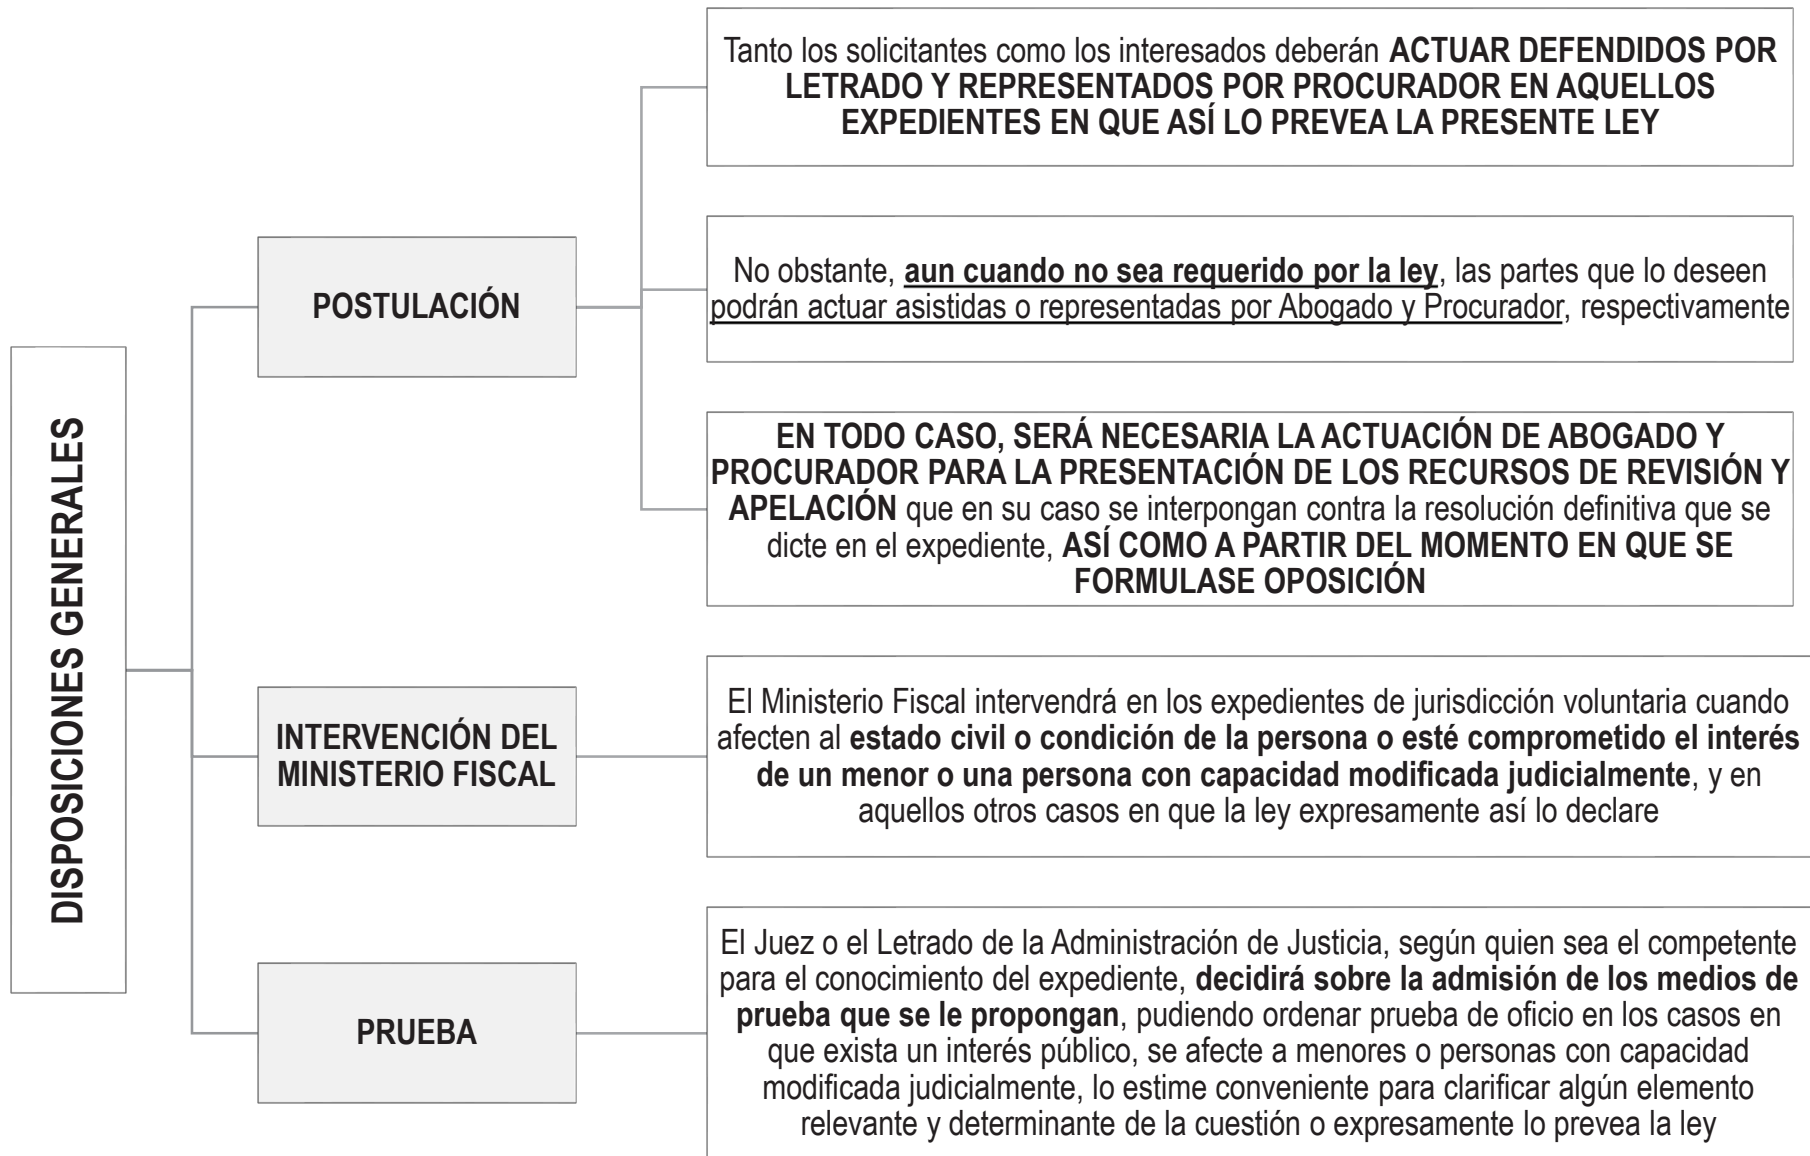 DISPOSICIONES GENERALES
POSTULACIÓN
Tanto los solicitantes como los interesados deberán ACTUAR DEFENDIDOS POR
LETRADO Y REPRESENTADOS POR PROCURADOR EN AQUELLOS
EXPEDIENTES EN QUE ASÍ LO PREVEA LA PRESENTE LEY
No obstante, aun cuando no sea requerido por la ley, las partes que lo deseen
podrán actuar asistidas o representadas por Abogado y Procurador, respectivamente
EN TODO CASO, SERÁ NECESARIA LA ACTUACIÓN DE ABOGADO Y
PROCURADOR PARA LA PRESENTACIÓN DE LOS RECURSOS DE REVISIÓN Y
APELACIÓN que en su caso se interpongan contra la resolución definitiva que se
dicte en el expediente, ASÍ COMO A PARTIR DEL MOMENTO EN QUE SE
FORMULASE OPOSICIÓN
INTERVENCIÓN DEL
MINISTERIO FISCAL
El Ministerio Fiscal intervendrá en los expedientes de jurisdicción voluntaria cuando
afecten al estado civil o condición de la persona o esté comprometido el interés
de un menor o una persona con capacidad modificada judicialmente, y en
aquellos otros casos en que la ley expresamente así lo declare
PRUEBA
El Juez o el Letrado de la Administración de Justicia, según quien sea el competente
para el conocimiento del expediente, decidirá sobre la admisión de los medios de
prueba que se le propongan, pudiendo ordenar prueba de oficio en los casos en
que exista un interés público, se afecte a menores o personas con capacidad
modificada judicialmente, lo estime conveniente para clarificar algún elemento
relevante y determinante de la cuestión o expresamente lo prevea la ley